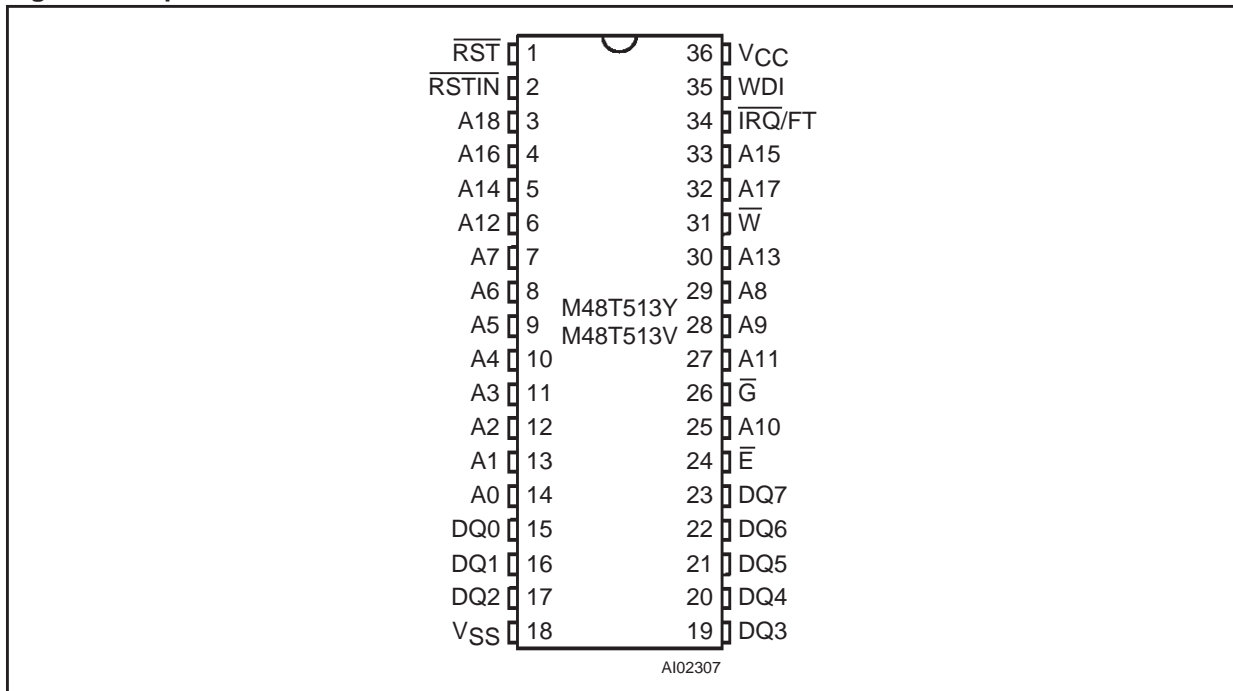 R̅S̅T̅ 1 36 VCC
R̅S̅T̅I̅N̅ 2 35 WDI
A18 3 34 I̅R̅Q̅/FT
A16 4 33 A15
A14 5 32 A17
A12 6 31 W̅
A7 7 30 A13
A6 8 29 A8
M48T513Y
A5 9 28 A9
M48T513V
A4 10 27 A11
A3 11 26 G̅
A2 12 25 A10
A1 13 24 E̅
A0 14 23 DQ7
DQ0 15 22 DQ6
DQ1 16 21 DQ5
DQ2 17 20 DQ4
VSS 18 19 DQ3
AI02307